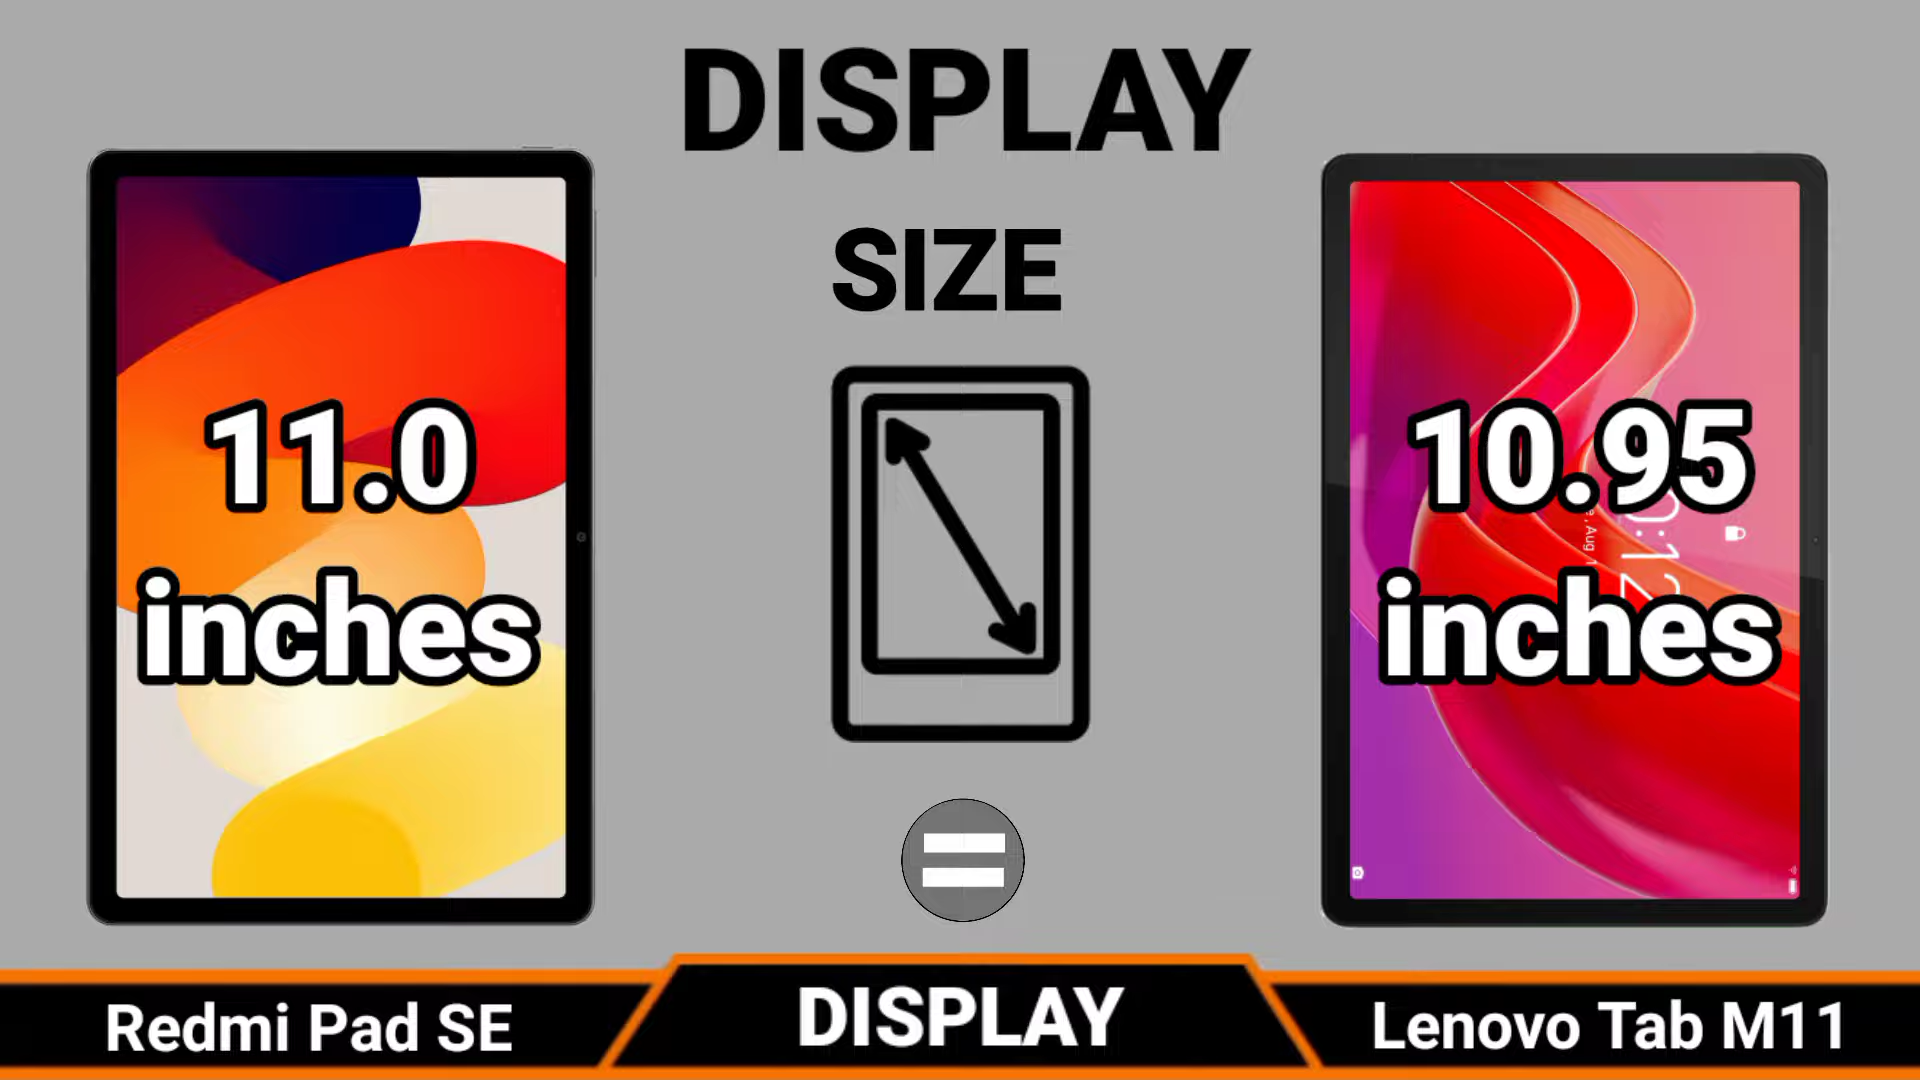 DISPLAY
SIZE
11.0
inches
10.95
inches
Redmi Pad SE
DISPLAY
Lenovo Tab M11